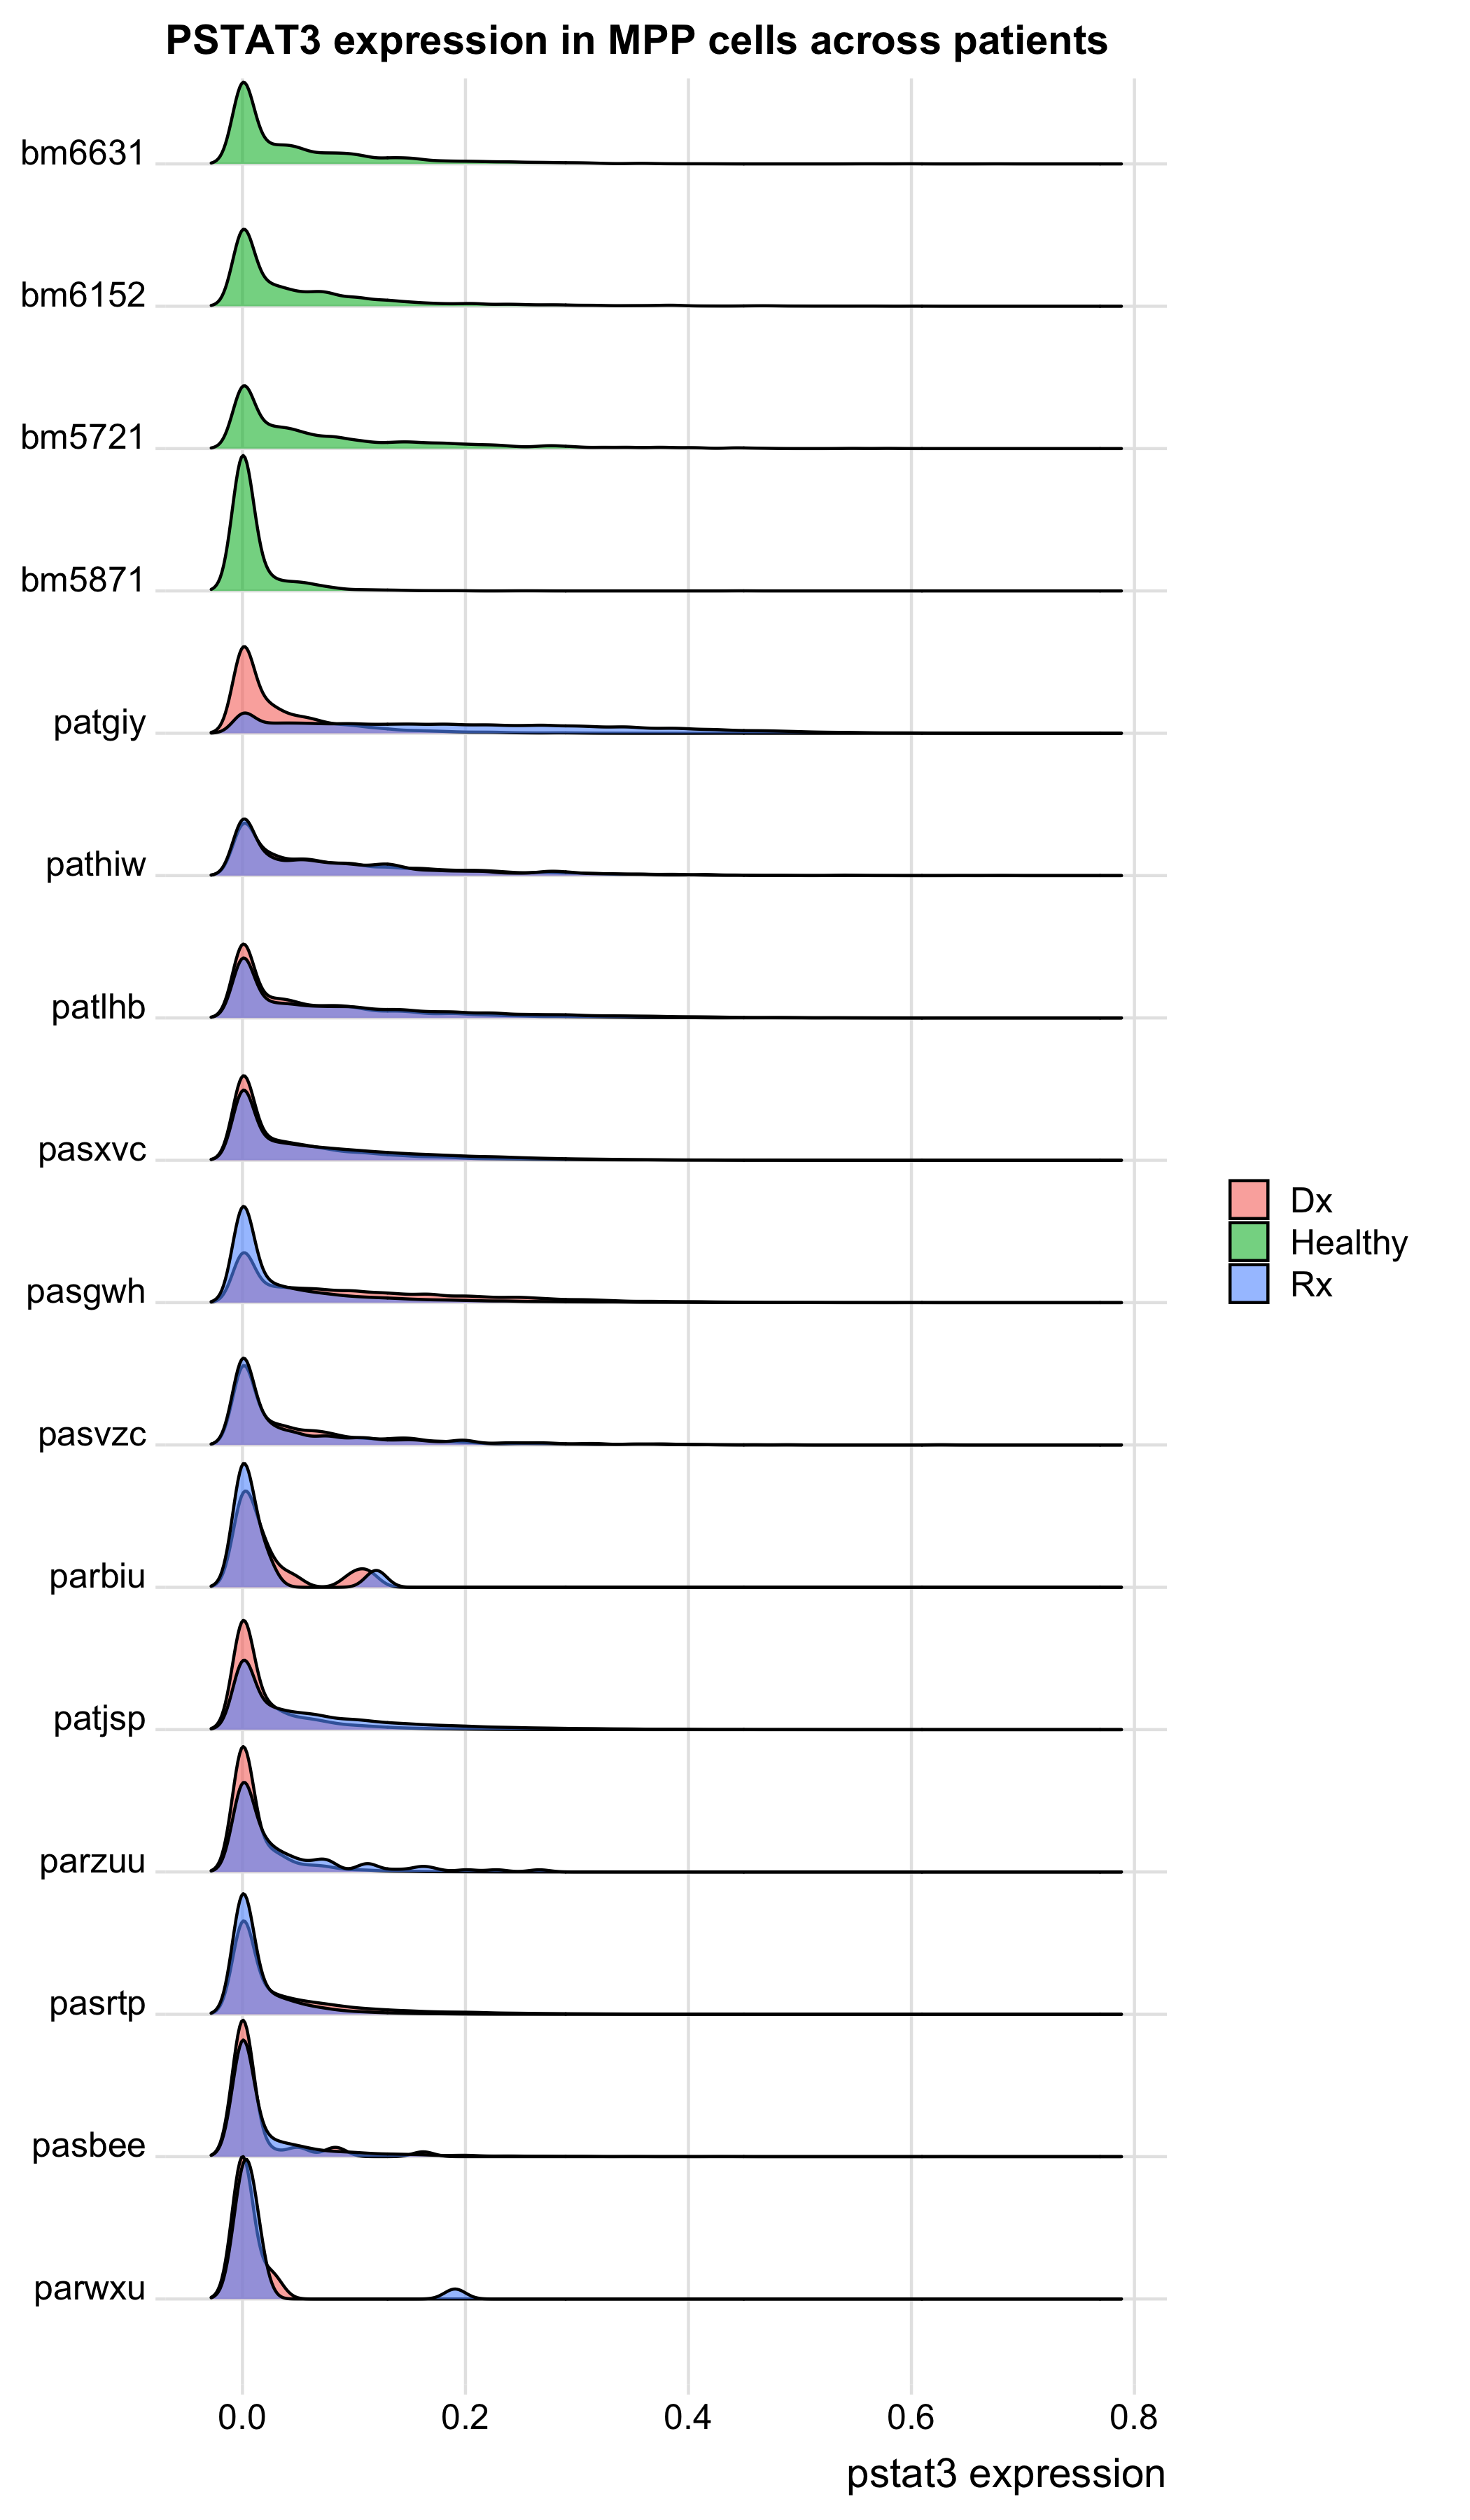 PSTAT3 expression in MPP cells across patients
bm6631
bm6152
bm5721
bm5871
patgiy
pathiw
patlhb
pasxvc
pasgwh
pasvzc
parbiu
patjsp
parzuu
pasrtp
pasbee
parwxu
Dx
Healthy
Rx
0.0 0.2 0.4 0.6 0.8
pstat3 expression